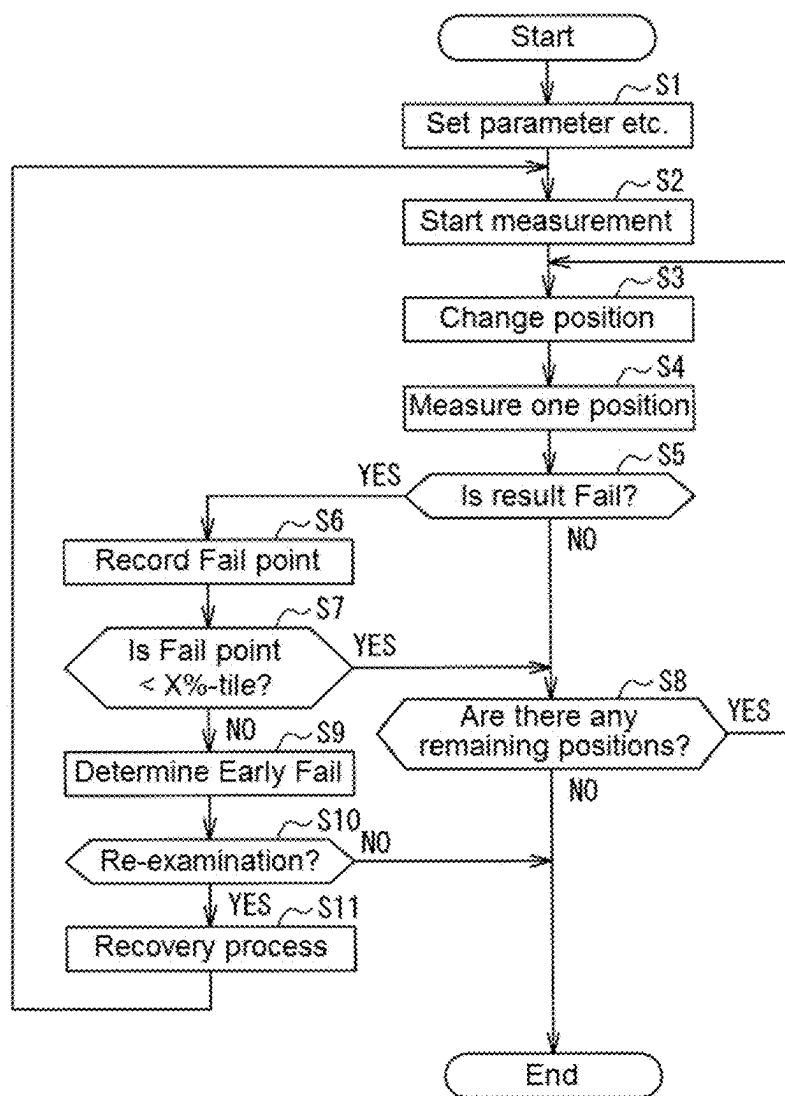 Start
S1
Set parameter etc.
S2
Start measurement
S3
Change position
S4
Measure one position
S5
Is result Fail?
YES
NO
S6
Record Fail point
S7
Is Fail point
< X%-tile?
YES
NO
S8
Are there any
remaining positions?
YES
NO
S9
Determine Early Fail
S10
Re-examination?
NO
YES
S11
Recovery process
End